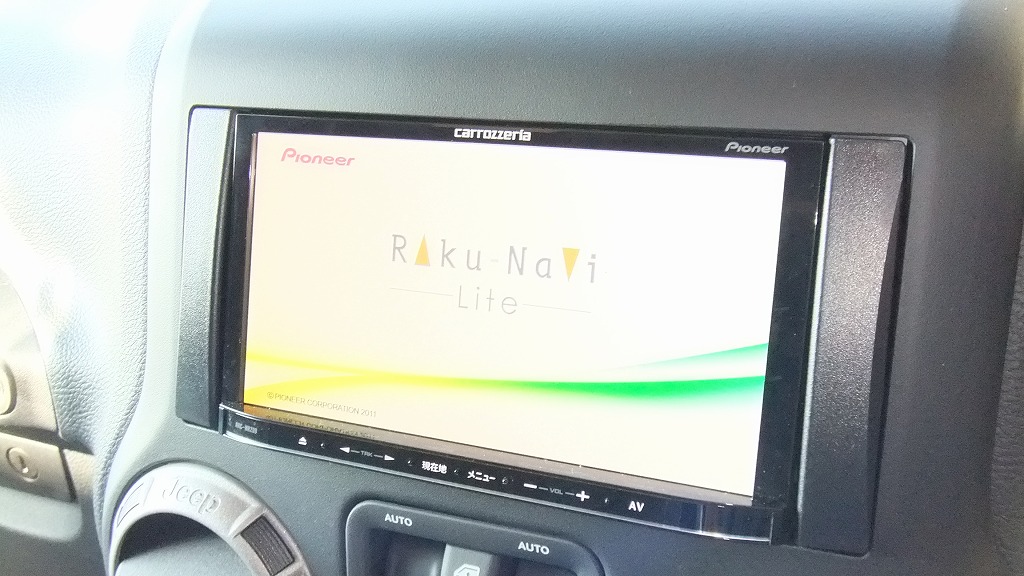 carrozzeria
Pioneer
Pioneer
Raku-Navi
Lite
© PIONEER CORPORATION 2011
TRK
現在地
メニュー
VOL
AV
Jeep
AUTO
AUTO